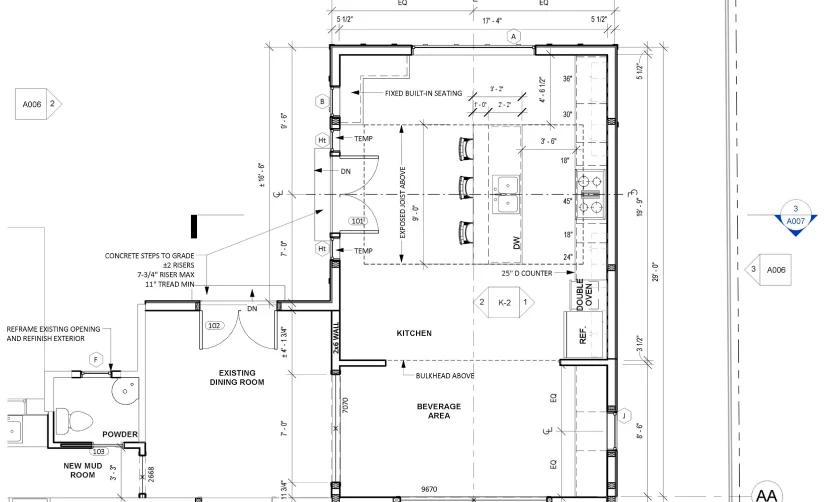 EQ
EQ
5 1/2"
17' - 4"
5 1/2"
A
A006
2
B
FIXED BUILT-IN SEATING
3' - 2"
1' - 0"
2' - 2"
4' - 6 1/2"
36"
30"
5 1/2"
9' - 6"
± 16' - 6"
Ht
TEMP
DN
EXPOSED JOIST ABOVE
9' - 0"
3' - 6"
18"
45"
18"
24"
101
19' - 9"
29' - 0"
3
A007
3
A006
7' - 0"
Ht
TEMP
DW
25" D COUNTER
DOUBLE
OVEN
CONCRETE STEPS TO GRADE
±2 RISERS
7-3/4" RISER MAX
11" TREAD MIN
DN
102
2
K-2
1
REF.
KITCHEN
2x6 WALL
± 4' - 1 3/4"
REFRAME EXISTING OPENING
AND REFINISH EXTERIOR
F
EXISTING
DINING ROOM
3 1/2"
BULKHEAD ABOVE
BEVERAGE
AREA
7070
7' - 0"
EQ
EQ
J
8' - 6"
POWDER
103
NEW MUD
ROOM
3' - 3"
2668
11 3/4"
9670
AA